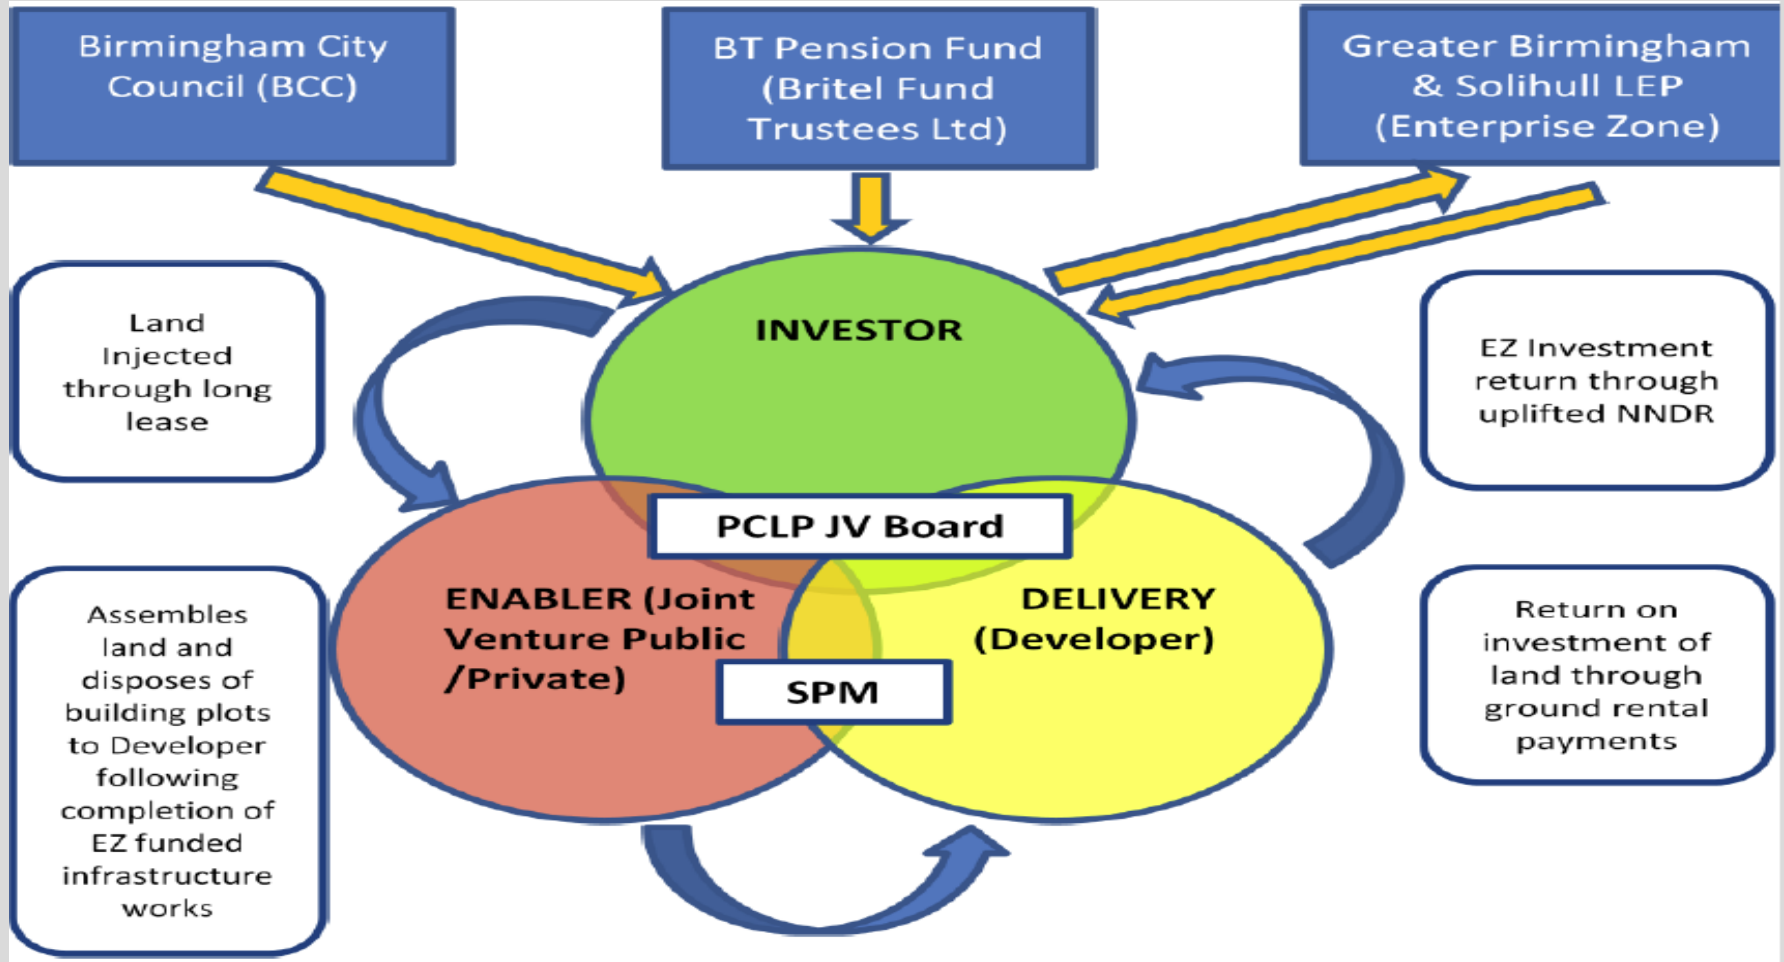 Birmingham City
Council (BCC)
BT Pension Fund
(Britel Fund
Trustees Ltd)
Greater Birmingham
& Solihull LEP
(Enterprise Zone)
Land
Injected
through long
lease
INVESTOR
EZ Investment
return through
uplifted NNDR
PCLP JV Board
ENABLER (Joint
Venture Public
/Private)
DELIVERY
(Developer)
SPM
Assembles
land and
disposes of
building plots
to Developer
following
completion of
EZ funded
infrastructure
works
Return on
investment of
land through
ground rental
payments